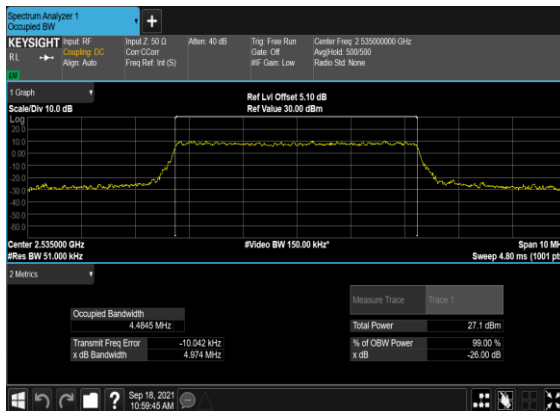 Spectrum Analyzer 1
Occupied BW
KEYSIGHT
RL
Input: RF
Coupling: DC
Align: Auto
Input Z: 50 Ω
Corr CCorr
Freq Ref: Int (S)
Atten: 40 dB
Trig: Free Run
Gate: Off
#IF Gain: Low
Center Freq: 2.535000000 GHz
Avg|Hold: 500/500
Radio Std: None
1 Graph
Scale/Div 10.0 dB
Ref Lvl Offset 5.10 dB
Ref Value 30.00 dBm
Log
20.0
10.0
0.00
-10.0
-20.0
-30.0
-40.0
-50.0
-60.0
Center 2.535000 GHz
#Res BW 51.000 kHz
#Video BW 150.00 kHz*
Span 10 MH
Sweep 4.80 ms (1001 pts
2 Metrics
Measure Trace
Trace 1
Occupied Bandwidth
4.4845 MHz
Total Power
27.1 dBm
Transmit Freq Error
-10.042 kHz
% of OBW Power
99.00 %
x dB Bandwidth
4.974 MHz
x dB
-26.00 dB
Sep 18, 2021
10:59:45 AM